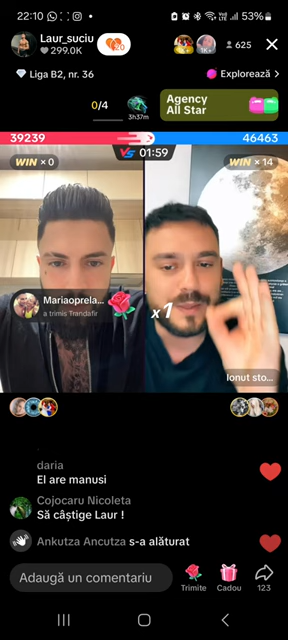 22:10
53%
Laur_suciu
299.0K
20
1K+
625
Liga B2, nr. 36
Explorează >
0/4
3h37m
Agency
All Star
39239
46463
WIN × 0
VS 01:59
WIN × 14
Mariaoprela...
a trimis Trandafir
x1
Ionut sto...
daria
El are manusi
Cojocaru Nicoleta
Să câștige Laur !
Ankutza Ancutza s-a alăturat
Adaugă un comentariu
Trimite
Cadou
123